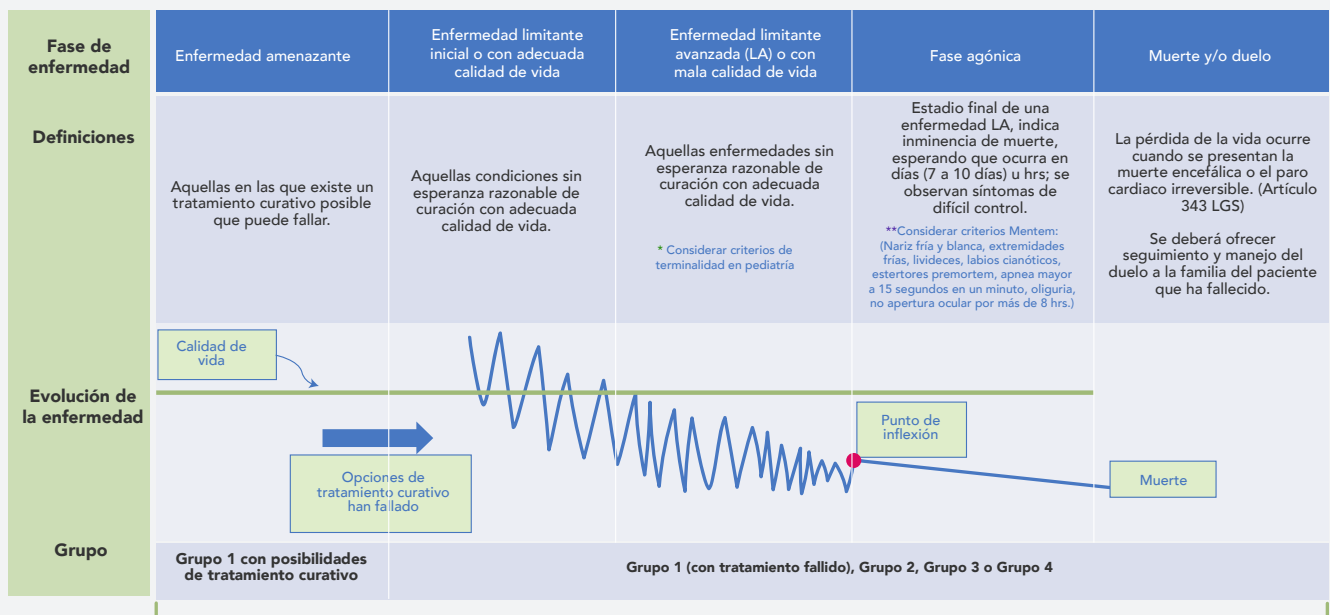 Fase de
enfermedad
Enfermedad amenazante
Enfermedad limitante
inicial o con adecuada
calidad de vida
Enfermedad limitante
avanzada (LA) o con
mala calidad de vida
Fase agónica
Muerte y/o duelo
Definiciones
Aquellas en las que existe un
tratamiento curativo posible
que puede fallar.
Aquellas condiciones sin
esperanza razonable de
curación con adecuada
calidad de vida.
Aquellas enfermedades sin
esperanza razonable de
curación con adecuada
calidad de vida.
* Considerar criterios de
terminalidad en pediatría
Estadio final de una
enfermedad LA, indica
inminencia de muerte,
esperando que ocurra en
días (7 a 10 días) u hrs; se
observan síntomas de
difícil control.
**Considerar criterios Mentem:
(Nariz fría y blanca, extremidades
frías, livideces, labios cianóticos,
estertores premortem, apnea mayor
a 15 segundos en un minuto, oliguria,
no apertura ocular por más de 8 hrs.)
La pérdida de la vida ocurre
cuando se presentan la
muerte encefálica o el paro
cardiaco irreversible. (Artículo
343 LGS)
Se deberá ofrecer
seguimiento y manejo del
duelo a la familia del paciente
que ha fallecido.
Evolución de
la enfermedad
Calidad de
vida
Opciones de
tratamiento curativo
han fallado
Punto de
inflexión
Muerte
Grupo
Grupo 1 con posibilidades
de tratamiento curativo
Grupo 1 (con tratamiento fallido), Grupo 2, Grupo 3 o Grupo 4